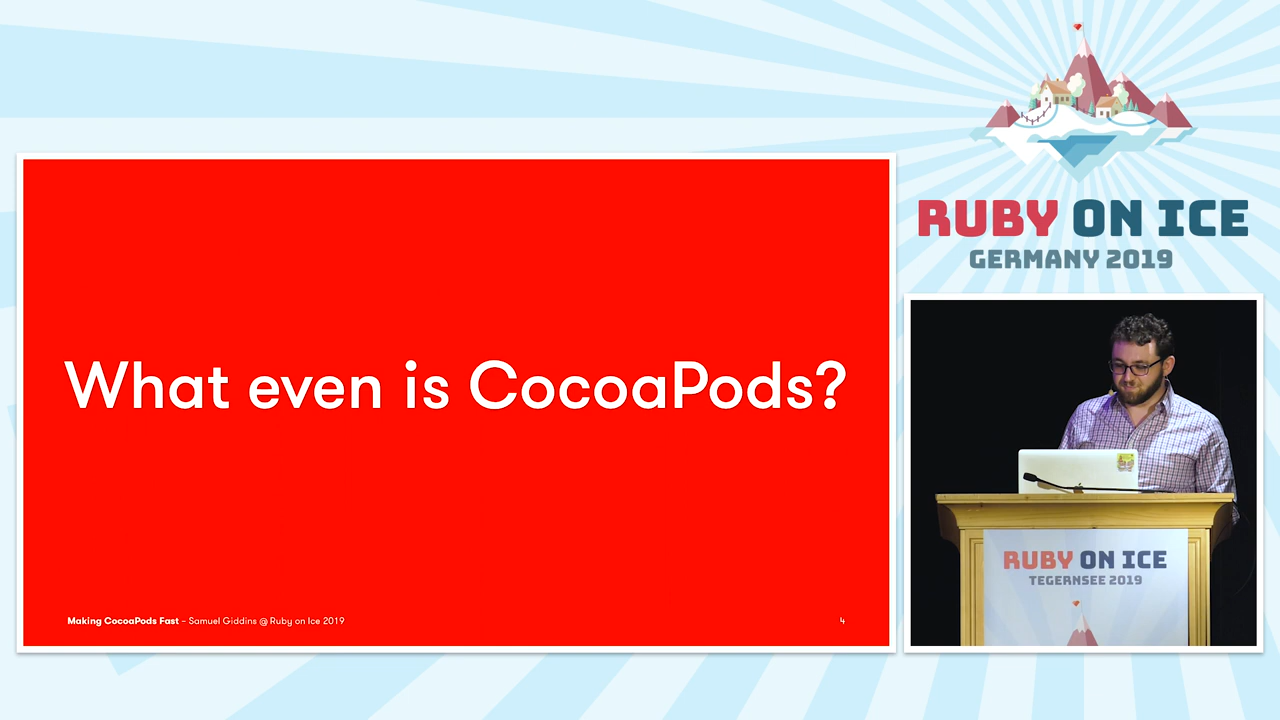 RUBY ON ICE
GERMANY 2019
What even is CocoaPods?
Making CocoaPods Fast – Samuel Giddins @ Ruby on Ice 2019
4
RUBY ON ICE
TEGERNSEE 2019